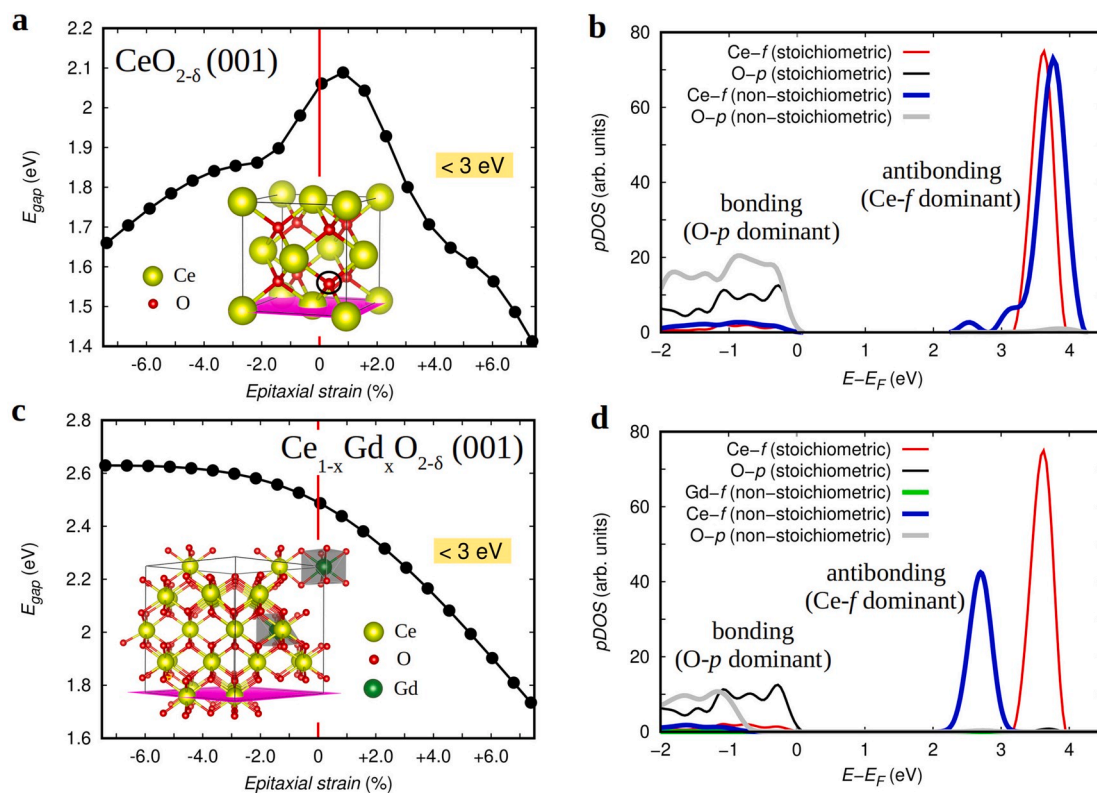 a
CeO2-δ (001)
2.2
2.1
2
1.9
1.8
1.7
1.6
1.5
1.4
Egap (eV)
< 3 eV
Ce
O
-6.0 -4.0 -2.0 0 +2.0 +4.0 +6.0
Epitaxial strain (%)
b
Ce−f (stoichiometric)
O−p (stoichiometric)
Ce−f (non−stoichiometric)
O−p (non−stoichiometric)
antibonding
(Ce-f dominant)
bonding
(O-p dominant)
80
60
40
20
0
pDOS (arb. units)
−2 −1 0 1 2 3 4
E−EF (eV)
c
Ce1-xGdxO2-δ (001)
2.8
2.6
2.4
2.2
2
1.8
1.6
Egap (eV)
< 3 eV
Ce
O
Gd
-6.0 -4.0 -2.0 0 +2.0 +4.0 +6.0
Epitaxial strain (%)
d
Ce−f (stoichiometric)
O−p (stoichiometric)
Gd−f (non−stoichiometric)
Ce−f (non−stoichiometric)
O−p (non−stoichiometric)
antibonding
(Ce-f dominant)
bonding
(O-p dominant)
80
60
40
20
0
pDOS (arb. units)
−2 −1 0 1 2 3 4
E−EF (eV)